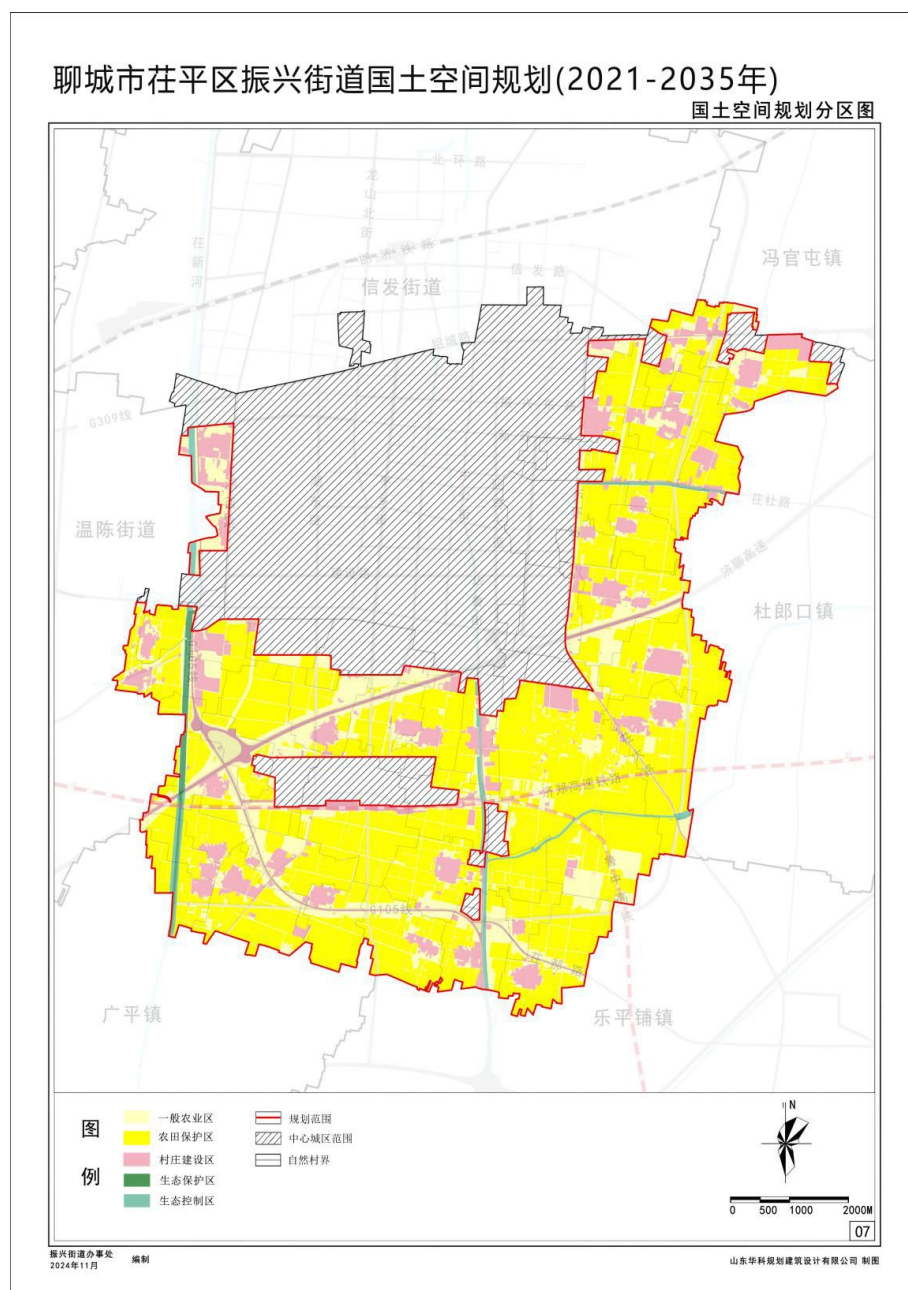 聊城市茌平区振兴街道国土空间规划(2021-2035年)
国土空间规划分区图
北环路
龙山北街
茌新河
邯济铁路
信发路
冯官屯镇
信发街道
G309线
温陈街道
茌杜路
济聊高速
杜郎口镇
济郑高速铁路
G105线
茌部路
广平镇
乐平铺镇
图例
一般农业区
农田保护区
村庄建设区
生态保护区
生态控制区
规划范围
中心城区范围
自然村界
N
0 500 1000 2000M
07
振兴街道办事处 编制
2024年11月
山东华科规划建筑设计有限公司 制图